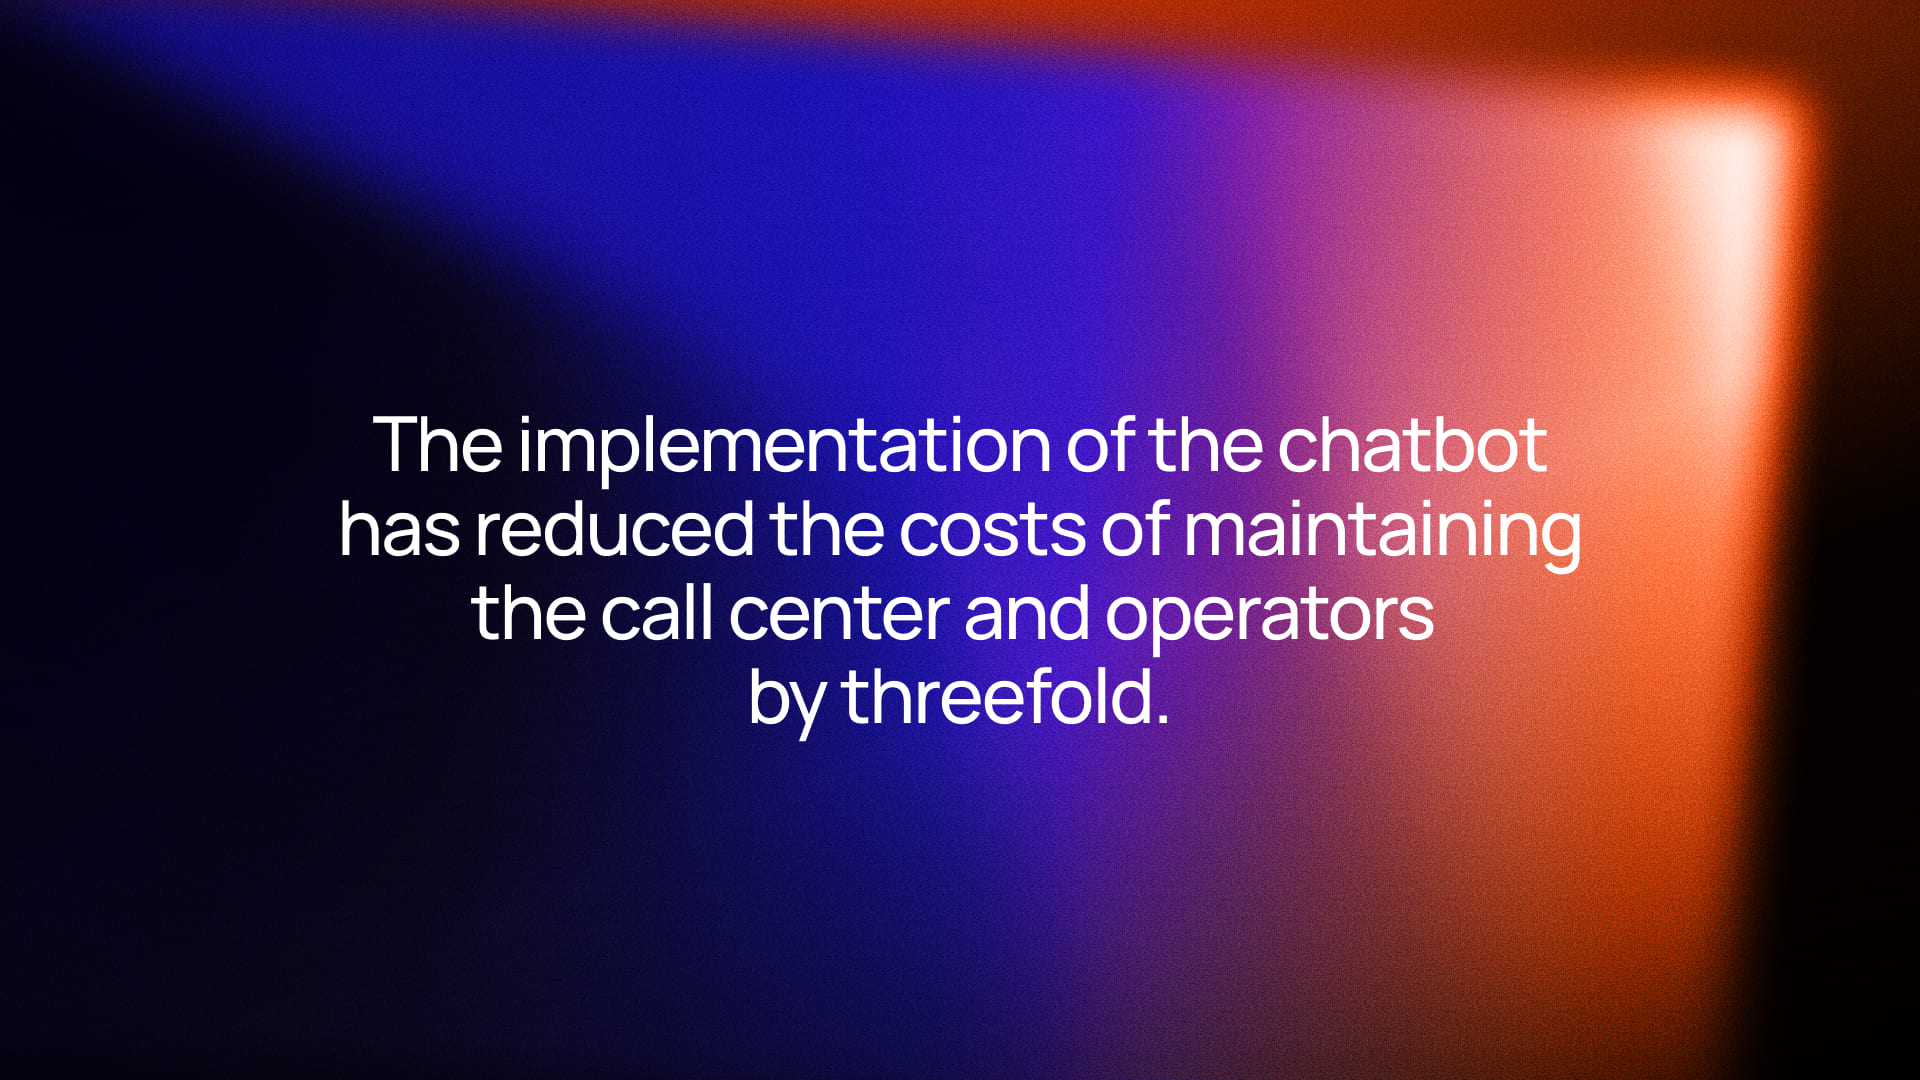 The implementation of the chatbot
has reduced the costs of maintaining
the call center and operators
by threefold.